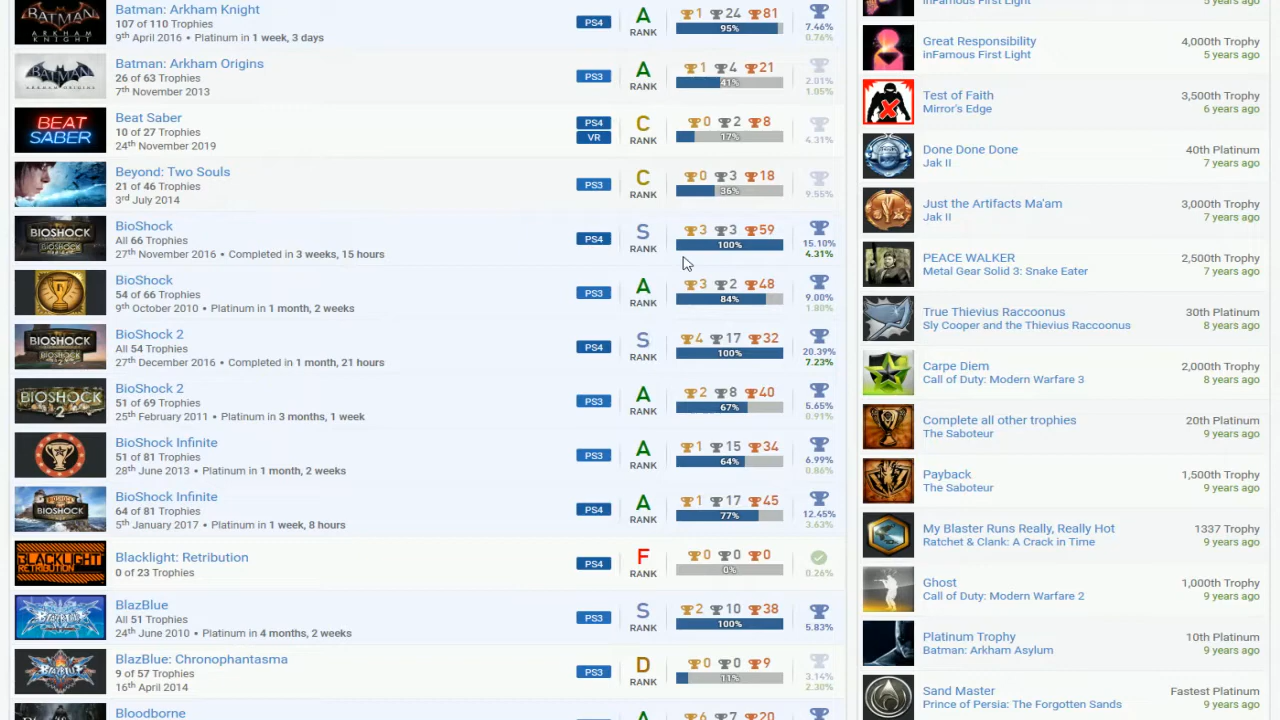 BATMAN
ARKHAM
KNIGHT
Batman: Arkham Knight
107 of 110 Trophies
8th April 2016 • Platinum in 1 week, 3 days
PS4
A
RANK
1 24 81
95%
7.46%
0.76%
Batman: Arkham Origins
26 of 63 Trophies
7th November 2013
PS3
A
RANK
1 4 21
41%
2.01%
1.05%
BEAT
SABER
Beat Saber
10 of 27 Trophies
November 2019
PS4
VR
C
RANK
0 2 8
17%
4.31%
Beyond: Two Souls
21 of 46 Trophies
July
PS3
C
RANK
0 3 18
36%
9.55%
BIOSHOCK
BioShock
All 66 Trophies
27th November 2016 • Completed in 3 weeks, 15 hours
PS4
S
RANK
3 3 59
100%
15.10%
4.31%
BioShock
54 of 66 Trophies
5th October 2010 • Platinum in 1 month, 2 weeks
PS3
A
RANK
3 2 48
84%
9.00%
1.80%
BIOSHOCK
2
BioShock 2
All 54 Trophies
27th December 2016 • Completed in 1 month, 21 hours
PS4
S
RANK
4 17 32
100%
20.39%
7.23%
BIOSHOCK
2
BioShock 2
51 of 69 Trophies
February 2011 • Platinum in 3 months, 1 week
PS3
A
RANK
2 8 40
67%
5.65%
0.91%
BioShock Infinite
51 of 81 Trophies
28th June 2013 • Platinum in 1 month, 2 weeks
PS3
A
RANK
1 15 34
64%
6.99%
0.86%
BIOSHOCK
BioShock Infinite
64 of 81 Trophies
January 2017 • Platinum in 1 week, 8 hours
PS4
A
RANK
1 17 45
77%
12.45%
3.63%
BLACKLIGHT
RETRIBUTION
Blacklight: Retribution
0 of 23 Trophies
PS4
F
RANK
0 0 0
0%
0.26%
BLAZBLUE
BlazBlue
All 51 Trophies
24th June 2010 • Platinum in 4 months, 2 weeks
PS3
S
RANK
2 10 38
100%
5.83%
BlazBlue: Chronophantasma
9 of 57 Trophies
April 2014
PS3
D
RANK
0 0 9
11%
3.14%
2.30%
Bloodborne
A
6 7 20
inFamous First Light
5 years ago
Great Responsibility
inFamous First Light
4,000th Trophy
5 years ago
Test of Faith
Mirror's Edge
3,500th Trophy
6 years ago
Done Done Done
Jak II
40th Platinum
7 years ago
Just the Artifacts Ma'am
Jak II
3,000th Trophy
7 years ago
PEACE WALKER
Metal Gear Solid 3: Snake Eater
2,500th Trophy
7 years ago
True Thievius Raccoonus
Sly Cooper and the Thievius Raccoonus
30th Platinum
8 years ago
Carpe Diem
Call of Duty: Modern Warfare 3
2,000th Trophy
8 years ago
Complete all other trophies
The Saboteur
20th Platinum
9 years ago
Payback
The Saboteur
1,500th Trophy
9 years ago
My Blaster Runs Really, Really Hot
Ratchet & Clank: A Crack in Time
1337 Trophy
9 years ago
Ghost
Call of Duty: Modern Warfare 2
1,000th Trophy
9 years ago
Platinum Trophy
Batman: Arkham Asylum
10th Platinum
9 years ago
Sand Master
Prince of Persia: The Forgotten Sands
Fastest Platinum
9 years ago